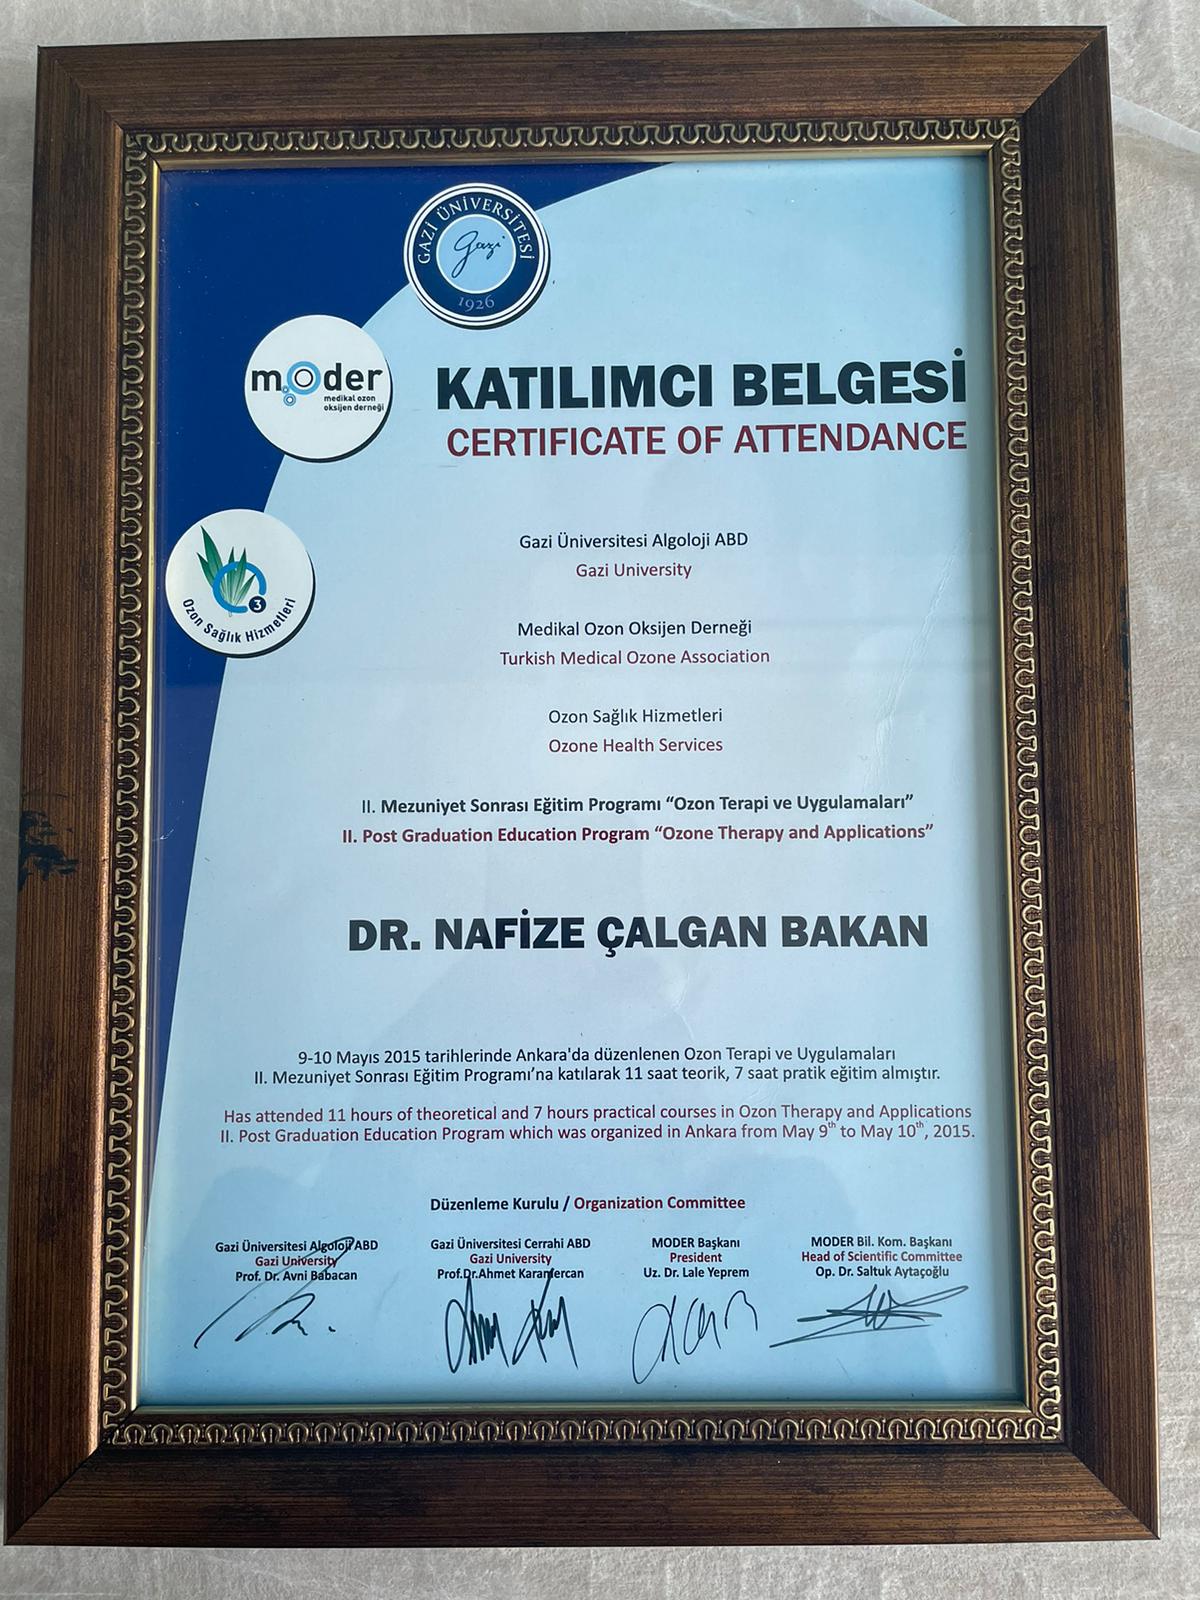 GAZİ ÜNİVERSİTESİ
Gazi
1926
moder
medikal ozon
oksijen derneği
KATILIMCI BELGESİ
CERTIFICATE OF ATTENDANCE
3
Ozon Sağlık Hizmetleri
Gazi Üniversitesi Algoloji ABD
Gazi University
Medikal Ozon Oksijen Derneği
Turkish Medical Ozone Association
Ozon Sağlık Hizmetleri
Ozone Health Services
II. Mezuniyet Sonrası Eğitim Programı “Ozon Terapi ve Uygulamaları”
II. Post Graduation Education Program “Ozone Therapy and Applications”
DR. NAFİZE ÇALGAN BAKAN
9-10 Mayıs 2015 tarihlerinde Ankara'da düzenlenen Ozon Terapi ve Uygulamaları
II. Mezuniyet Sonrası Eğitim Programı’na katılarak 11 saat teorik, 7 saat pratik eğitim almıştır.
Has attended 11 hours of theoretical and 7 hours practical courses in Ozon Therapy and Applications
II. Post Graduation Education Program which was organized in Ankara from May 9th to May 10th, 2015.
Düzenleme Kurulu / Organization Committee
Gazi Üniversitesi Algoloji ABD
Gazi University
Prof. Dr. Avni Babacan
Gazi Üniversitesi Cerrahi ABD
Gazi University
Prof.Dr.Ahmet Karamercan
MODER Başkanı
President
Uz. Dr. Lale Yeprem
MODER Bil. Kom. Başkanı
Head of Scientific Committee
Op. Dr. Saltuk Aytaçoğlu